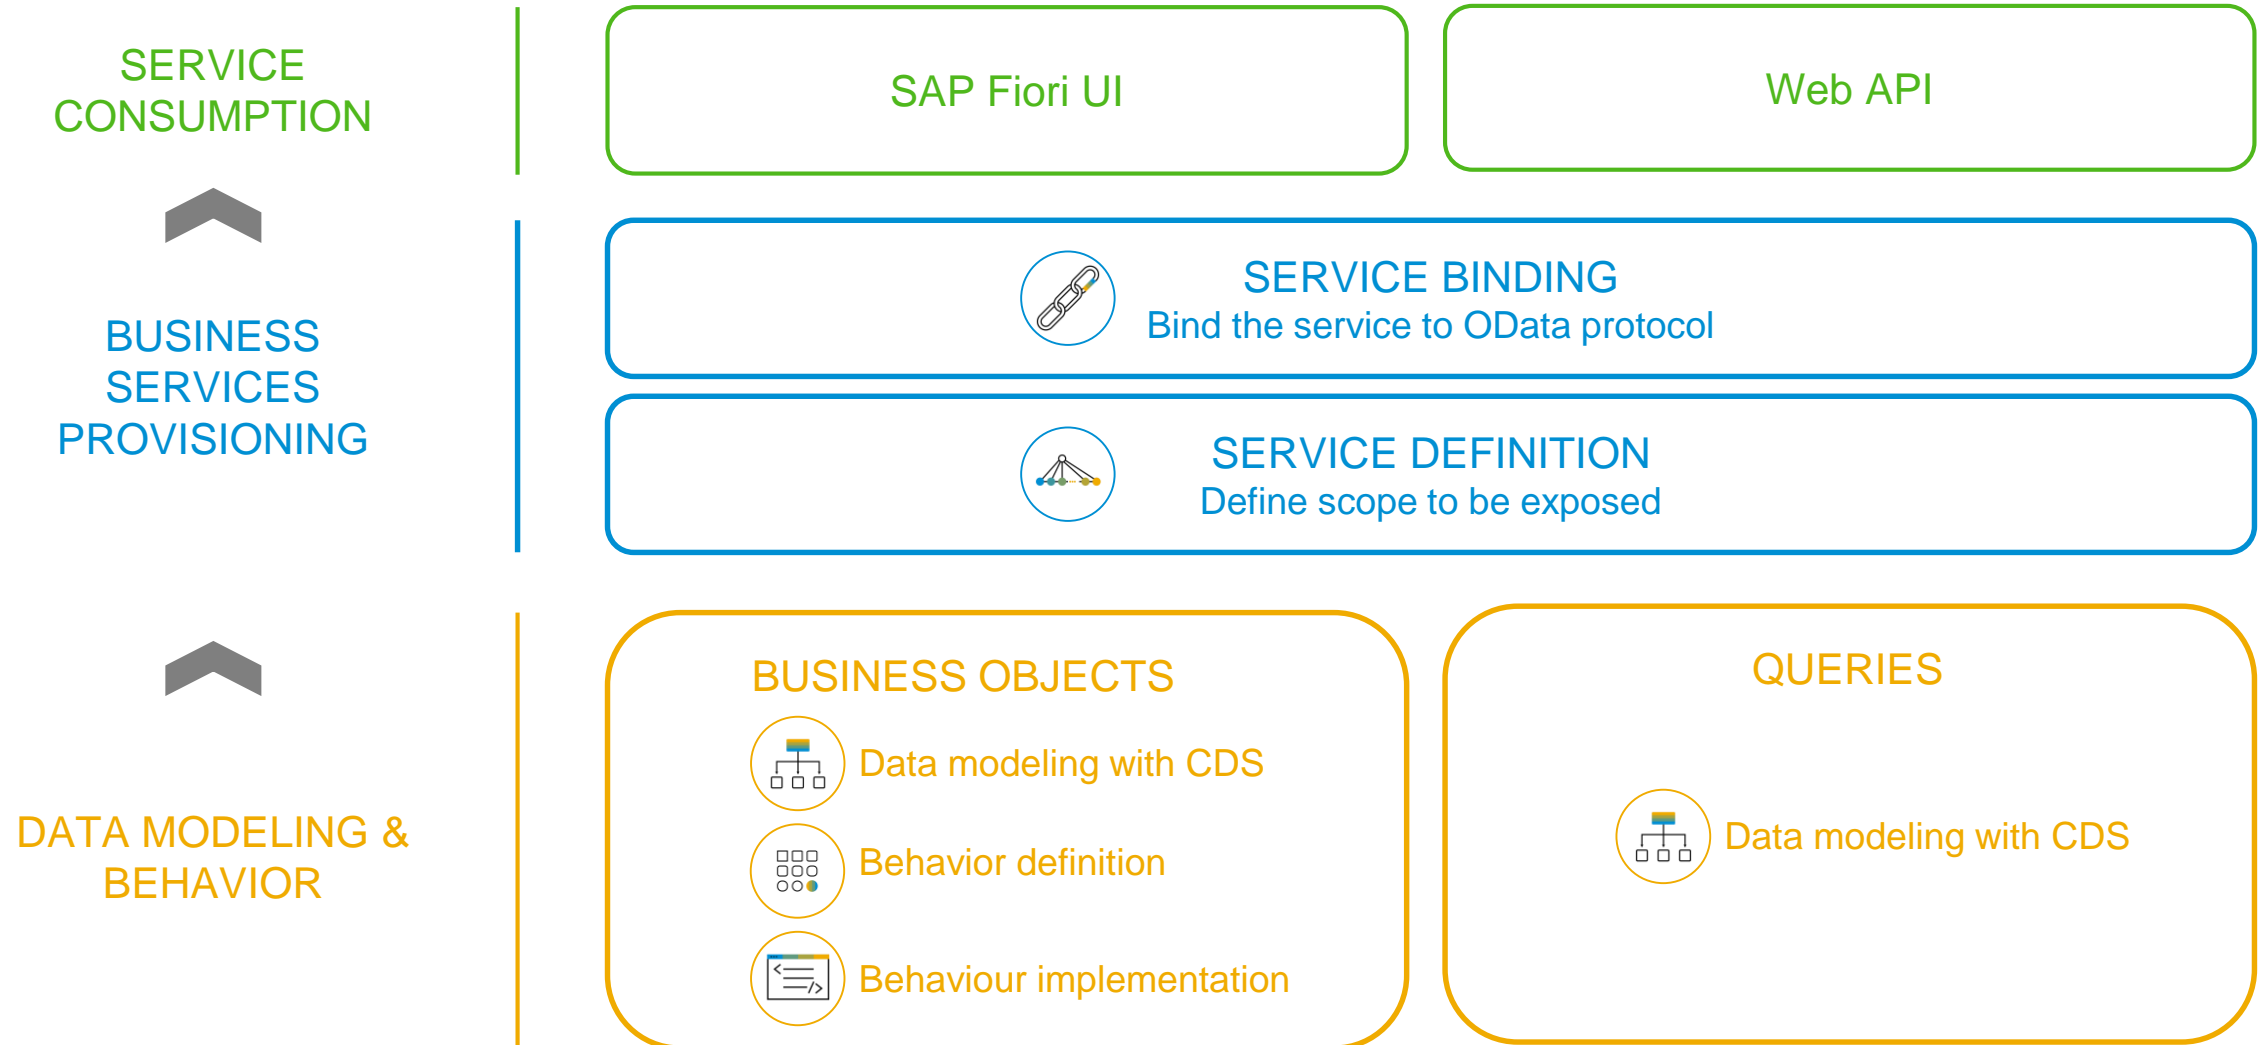 SERVICE
CONSUMPTION
SAP Fiori UI
Web API
BUSINESS
SERVICES
PROVISIONING
SERVICE BINDING
Bind the service to OData protocol
SERVICE DEFINITION
Define scope to be exposed
DATA MODELING &
BEHAVIOR
BUSINESS OBJECTS
Data modeling with CDS
Behavior definition
Behaviour implementation
QUERIES
Data modeling with CDS